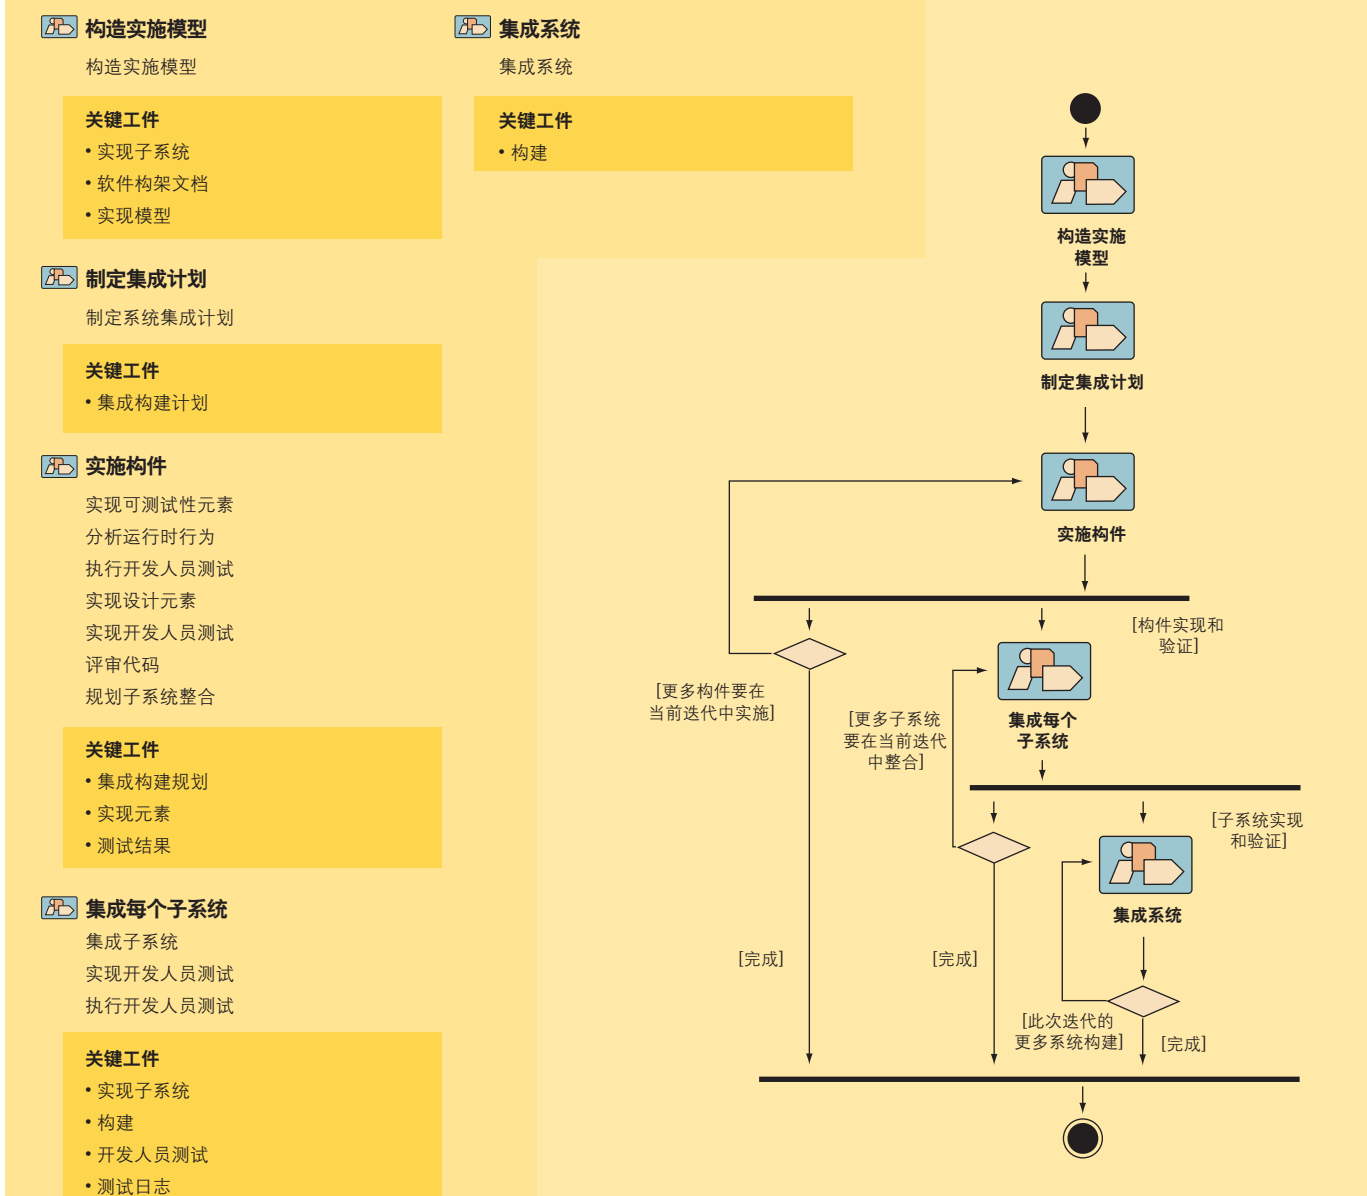 构造实施模型
构造实施模型
关键工件
• 实现子系统
• 软件构架文档
• 实现模型
制定集成计划
制定系统集成计划
关键工件
• 集成构建计划
实施构件
实现可测试性元素
分析运行时行为
执行开发人员测试
实现设计元素
实现开发人员测试
评审代码
规划子系统整合
关键工件
• 集成构建规划
• 实现元素
• 测试结果
集成每个子系统
集成子系统
实现开发人员测试
执行开发人员测试
关键工件
• 实现子系统
• 构建
• 开发人员测试
• 测试日志
集成系统
集成系统
关键工件
• 构建
构造实施
模型
制定集成计划
实施构件
[构件实现和
验证]
[更多构件要在
当前迭代中实施]
[更多子系统
要在当前迭代
中整合]
集成每个
子系统
[子系统实现
和验证]
集成系统
[完成]
[完成]
[此次迭代的
更多系统构建]
[完成]